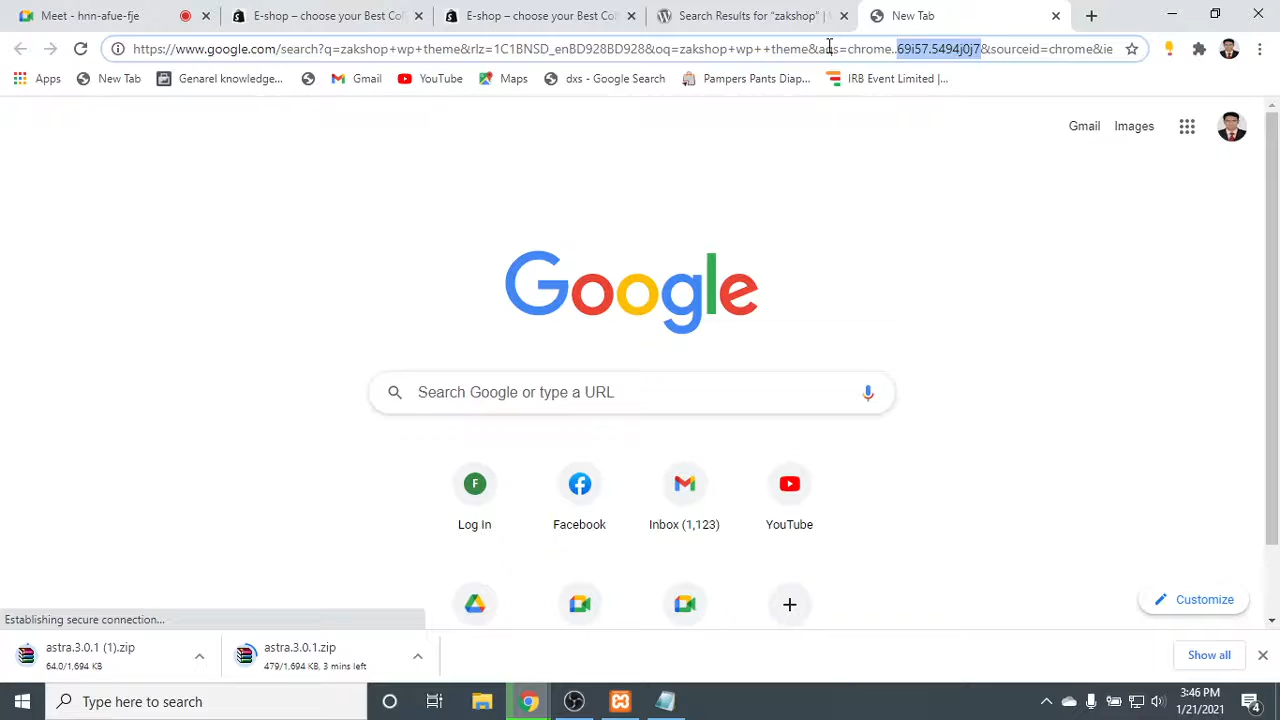 Meet - hnn-afue-fje
E-shop – choose your Best Col
E-shop – choose your Best Col
Search Results for “zakshop” |
New Tab
https://www.google.com/search?q=zakshop+wp+theme&rlz=1C1BNSD_enBD928BD928&oq=zakshop+wp++theme&aqs=chrome..69i57.5494j0j7&sourceid=chrome&ie
Apps
New Tab
Genarel knowledge...
Gmail
YouTube
Maps
dxs - Google Search
Pampers Pants Diap...
IRB Event Limited |...
Gmail
Images
Google
Search Google or type a URL
F
Log In
Facebook
Inbox (1,123)
YouTube
Customize
Establishing secure connection...
astra.3.0.1 (1).zip
64.0/1,694 KB
astra.3.0.1.zip
479/1,694 KB, 3 mins left
Show all
Type here to search
3:46 PM
1/21/2021
4